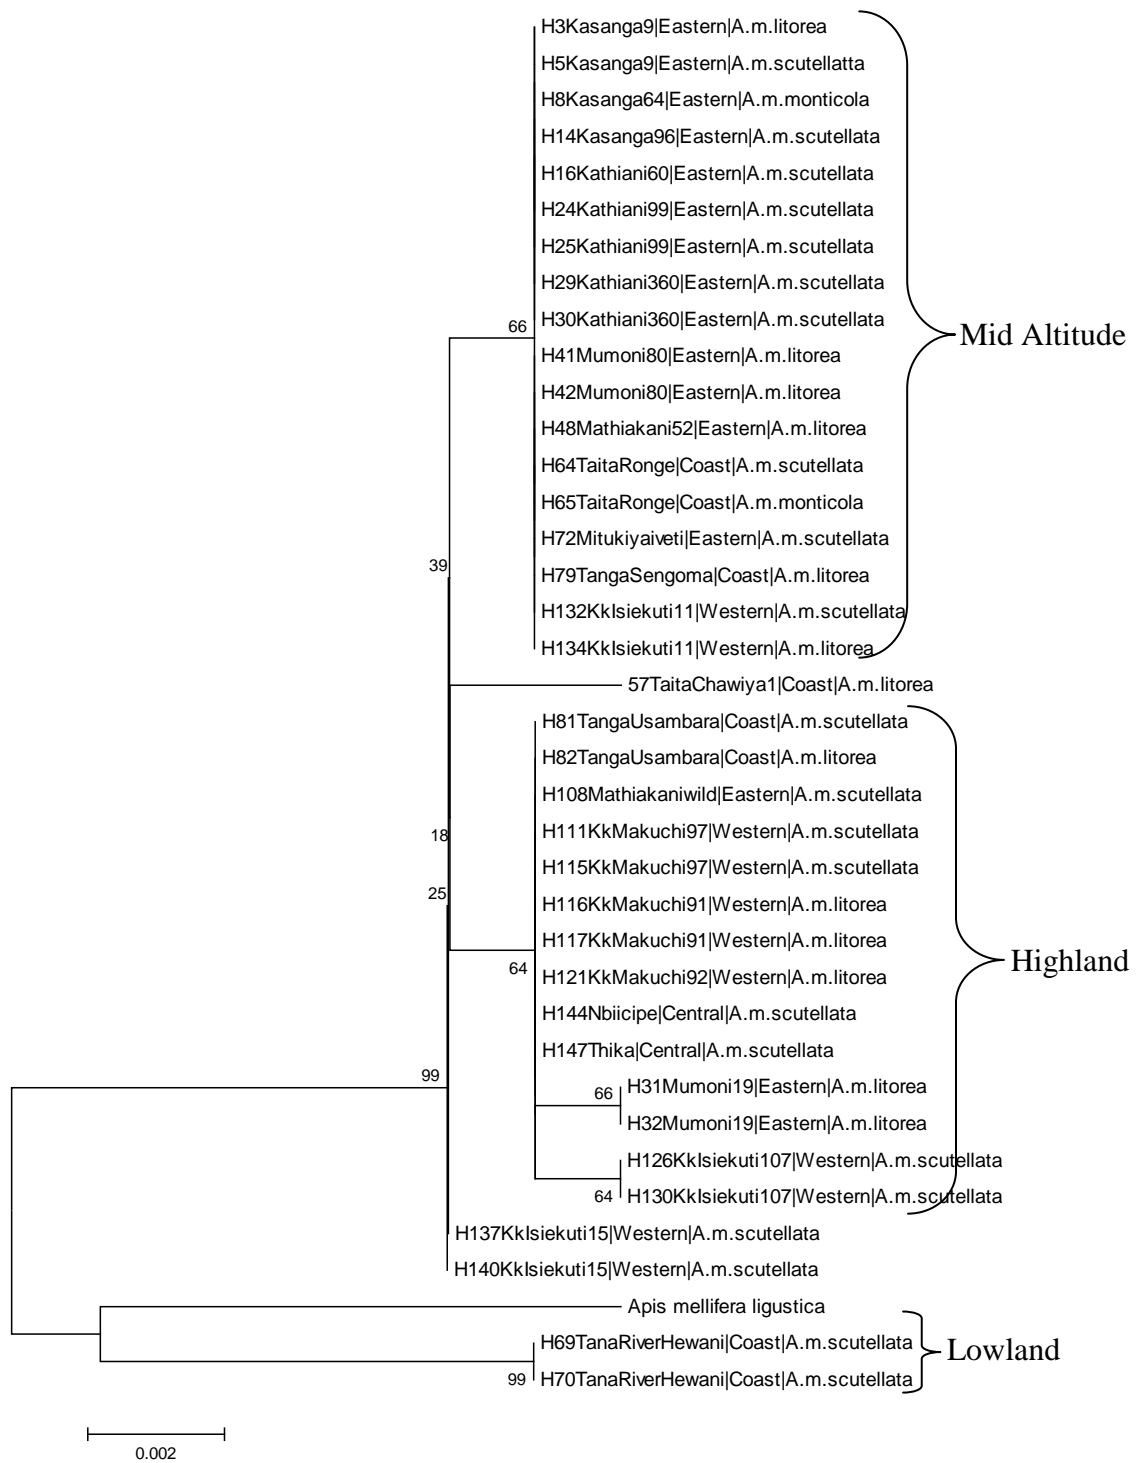 H3Kasanga9|Eastern|A.m.litorea
H5Kasanga9|Eastern|A.m.scutellatta
H8Kasanga64|Eastern|A.m.monticola
H14Kasanga96|Eastern|A.m.scutellata
H16Kathiani60|Eastern|A.m.scutellata
H24Kathiani99|Eastern|A.m.scutellata
H25Kathiani99|Eastern|A.m.scutellata
H29Kathiani360|Eastern|A.m.scutellata
H30Kathiani360|Eastern|A.m.scutellata
66
Mid Altitude
H41Mumoni80|Eastern|A.m.litorea
H42Mumoni80|Eastern|A.m.litorea
H48Mathiakani52|Eastern|A.m.litorea
H64TaitaRonge|Coast|A.m.scutellata
H65TaitaRonge|Coast|A.m.monticola
H72Mitukiyaiveti|Eastern|A.m.scutellata
39
H79TangaSengoma|Coast|A.m.litorea
H132KkIsiekuti11|Western|A.m.scutellata
H134KkIsiekuti11|Western|A.m.litorea
57TaitaChawiya1|Coast|A.m.litorea
H81TangaUsambara|Coast|A.m.scutellata
H82TangaUsambara|Coast|A.m.litorea
H108Mathiakaniwild|Eastern|A.m.scutellata
H111KkMakuchi97|Western|A.m.scutellata
18
H115KkMakuchi97|Western|A.m.scutellata
25
H116KkMakuchi91|Western|A.m.litorea
H117KkMakuchi91|Western|A.m.litorea
Highland
64
H121KkMakuchi92|Western|A.m.litorea
H144Nbiicipe|Central|A.m.scutellata
H147Thika|Central|A.m.scutellata
99
66
H31Mumoni19|Eastern|A.m.litorea
H32Mumoni19|Eastern|A.m.litorea
H126KkIsiekuti107|Western|A.m.scutellata
64
H130KkIsiekuti107|Western|A.m.scutellata
H137KkIsiekuti15|Western|A.m.scutellata
H140KkIsiekuti15|Western|A.m.scutellata
Apis mellifera ligustica
H69TanaRiverHewani|Coast|A.m.scutellata
Lowland
99
H70TanaRiverHewani|Coast|A.m.scutellata
0.002